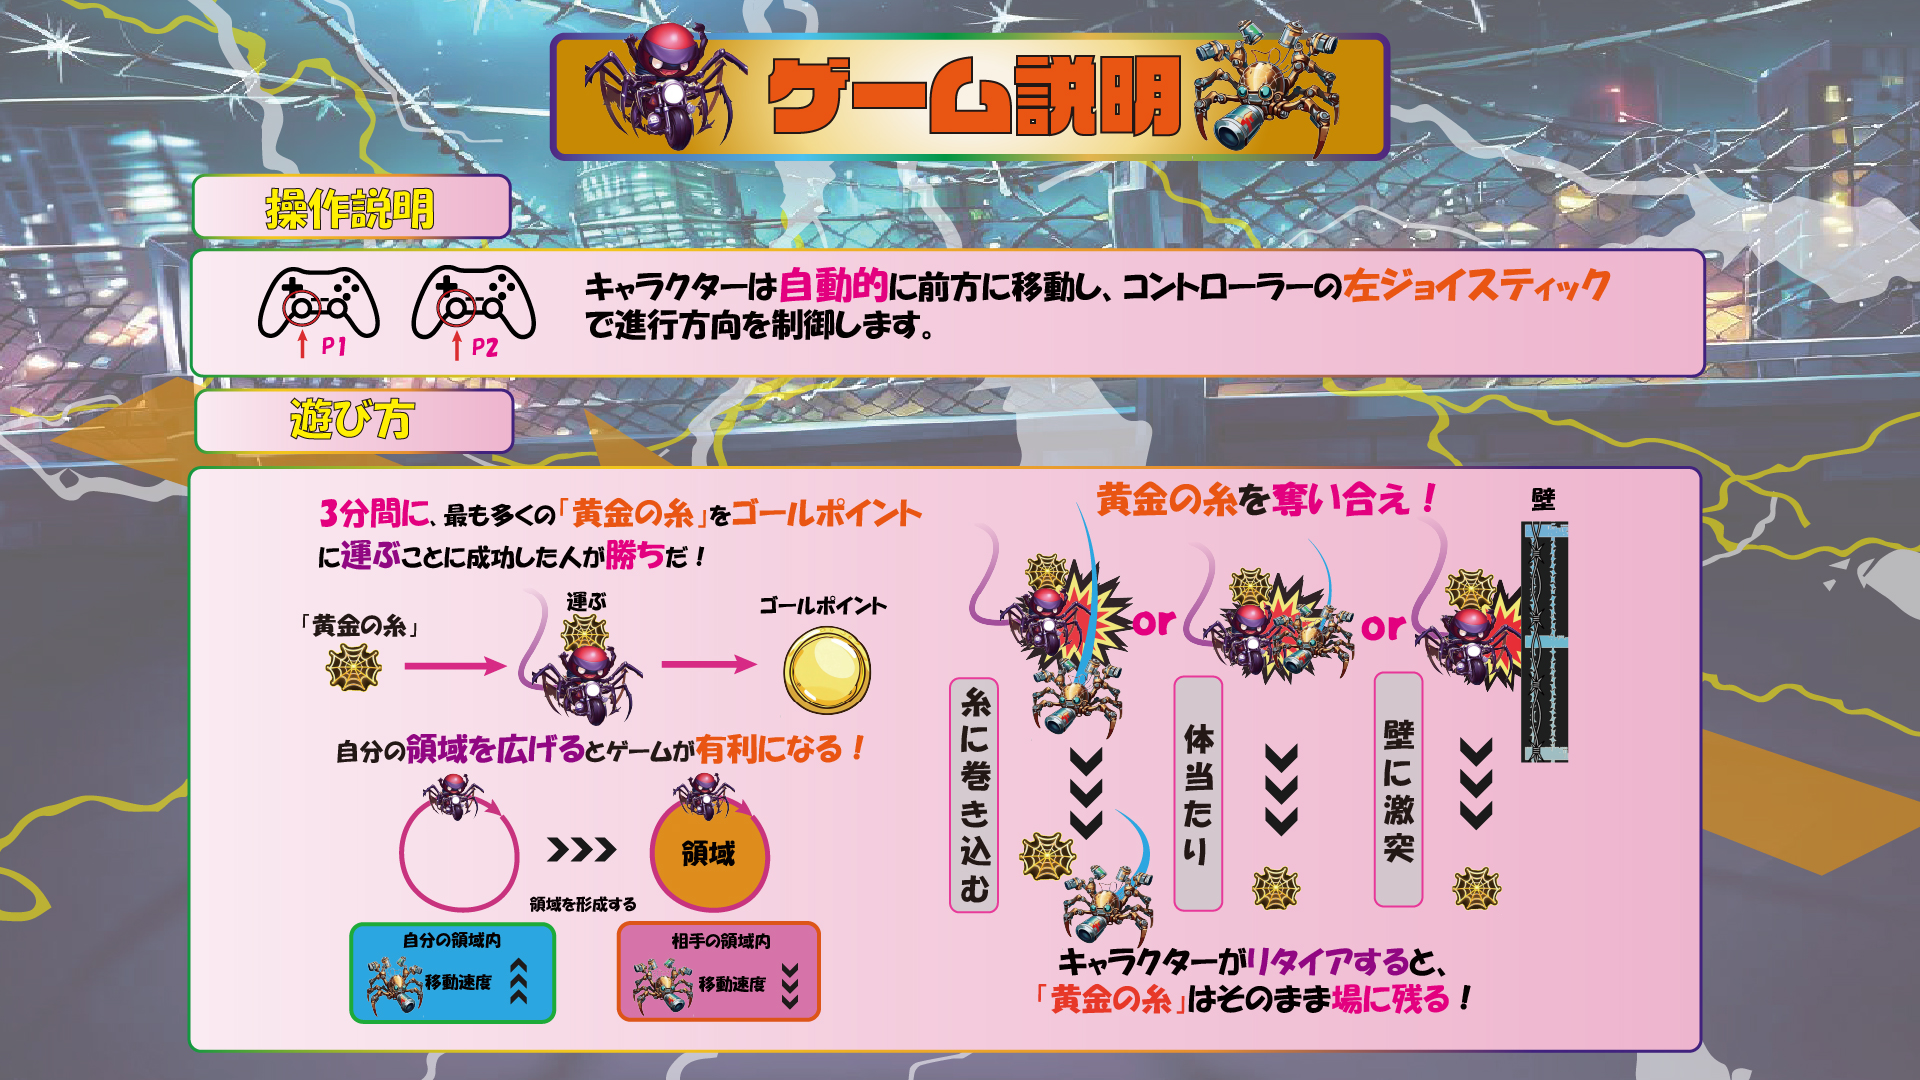 ゲーム説明
操作説明
P1
P2
キャラクターは自動的に前方に移動し、コントローラーの左ジョイスティック
で進行方向を制御します。
遊び方
3分間に、最も多くの「黄金の糸」をゴールポイント
に運ぶことに成功した人が勝ちだ！
「黄金の糸」
運ぶ
ゴールポイント
自分の領域を広げるとゲームが有利になる！
領域
領域を形成する
自分の領域内
移動速度
相手の領域内
移動速度
黄金の糸を奪い合え！
壁
or
or
糸に巻き込む
体当たり
壁に激突
キャラクターがリタイアすると、
「黄金の糸」はそのまま場に残る！